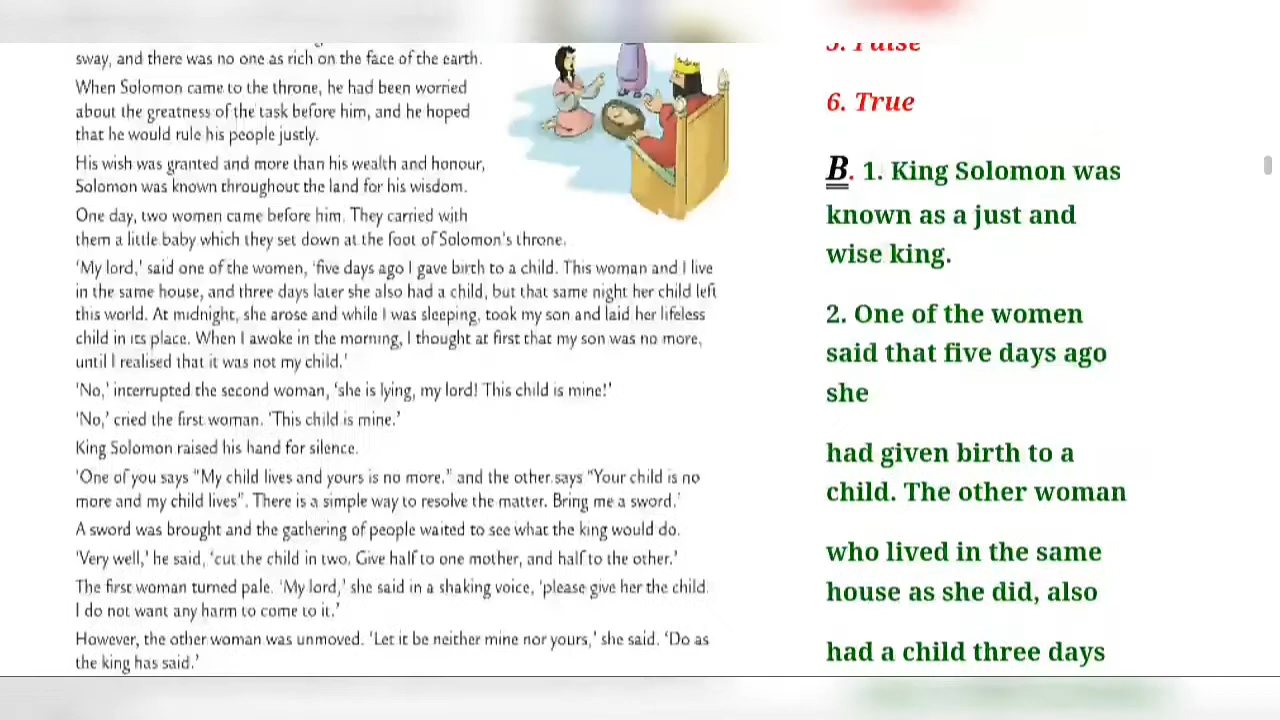 sway, and there was no one as rich on the face of the earth.
When Solomon came to the throne, he had been worried
about the greatness of the task before him, and he hoped
that he would rule his people justly.
His wish was granted and more than his wealth and honour,
Solomon was known throughout the land for his wisdom.
One day, two women came before him. They carried with
them a little baby which they set down at the foot of Solomon's throne.
'My lord,' said one of the women, 'five days ago I gave birth to a child. This woman and I live
in the same house, and three days later she also had a child, but that same night her child left
this world. At midnight, she arose and while I was sleeping, took my son and laid her lifeless
child in its place. When I awoke in the morning, I thought at first that my son was no more,
until I realised that it was not my child.'
'No,' interrupted the second woman, 'she is lying, my lord! This child is mine!'
'No,' cried the first woman. 'This child is mine.'
King Solomon raised his hand for silence.
'One of you says "My child lives and yours is no more," and the other says "Your child is no
more and my child lives". There is a simple way to resolve the matter. Bring me a sword.'
A sword was brought and the gathering of people waited to see what the king would do.
'Very well,' he said, 'cut the child in two. Give half to one mother, and half to the other.'
The first woman turned pale. 'My lord,' she said in a shaking voice, 'please give her the child.
I do not want any harm to come to it.'
However, the other woman was unmoved. 'Let it be neither mine nor yours,' she said. 'Do as
the king has said.'
5. False
6. True
B. 1. King Solomon was
known as a just and
wise king.
2. One of the women
said that five days ago
she
had given birth to a
child. The other woman
who lived in the same
house as she did, also
had a child three days